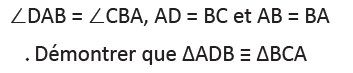 ∠DAB = ∠CBA, AD = BC et AB = BA
. Démontrer que ΔADB ≡ ΔBCA